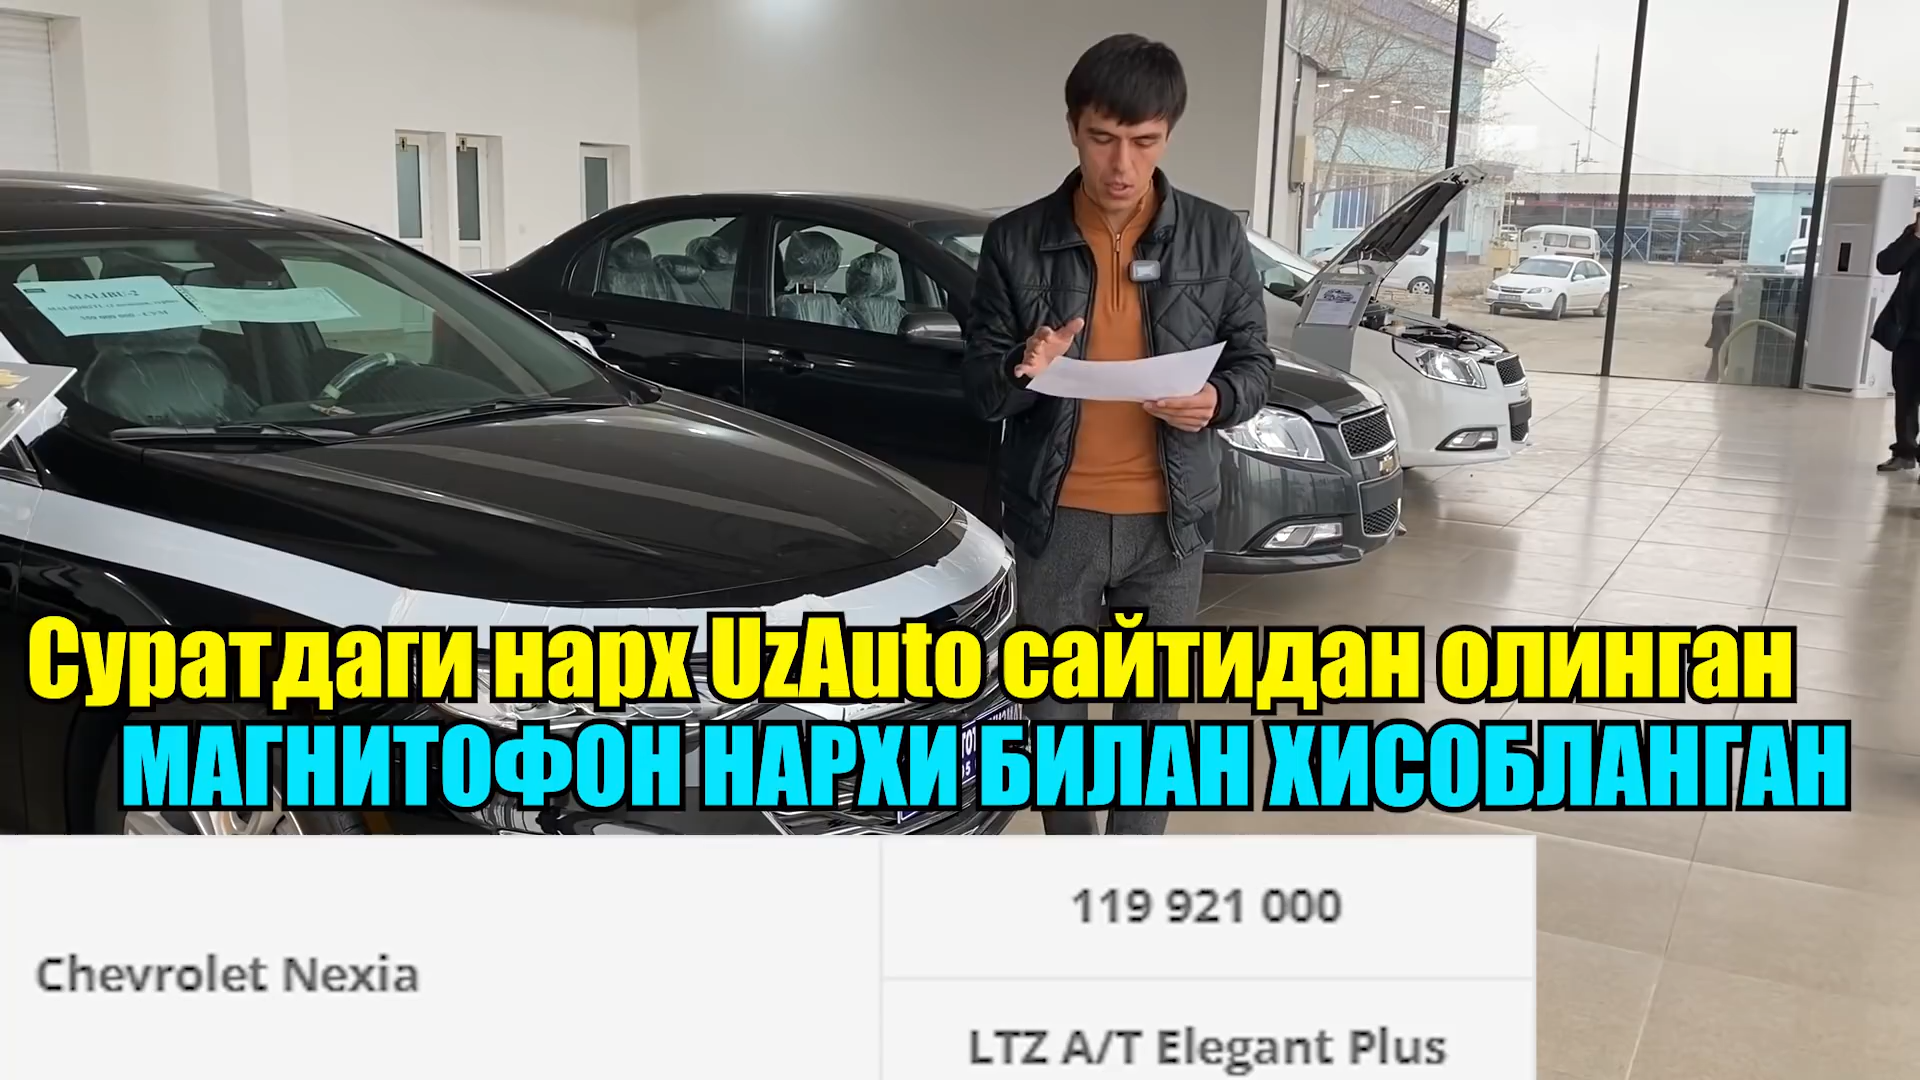 MALIBU-2
Суратдаги нарх UzAuto сайтидан олинган
МАГНИТОФОН НАРХИ БИЛАН ХИСОБЛАНГАН
119 921 000
Chevrolet Nexia
LTZ A/T Elegant Plus